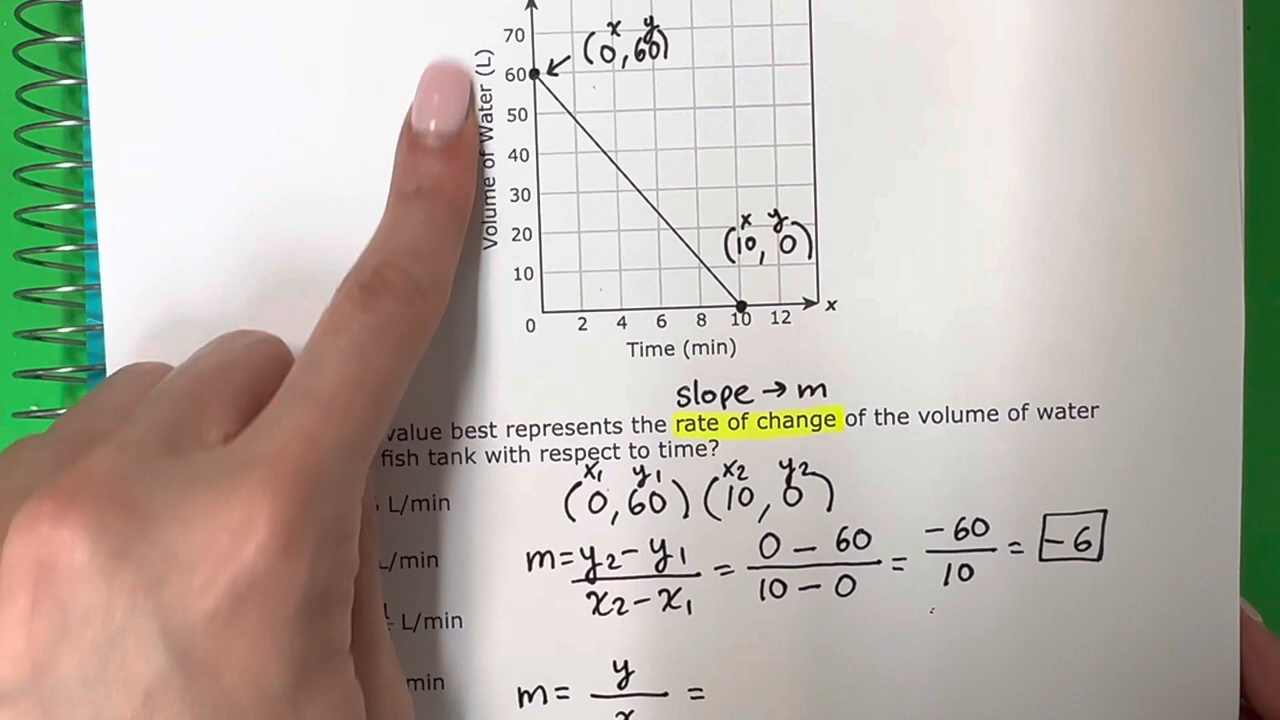 x y
70
(0, 60)
60
50
40
30
20
10
Volume of Water (L)
x y
(10, 0)
0 2 4 6 8 10 12 x
Time (min)
slope → m
value best represents the rate of change of the volume of water
fish tank with respect to time?
x₁ y₁ x₂ y₂
(0, 60) (10, 0)
L/min
m = y₂ - y₁ / x₂ - x₁ = 0 - 60 / 10 - 0 = -60 / 10 = -6
L/min
L/min
min
m = y / x =